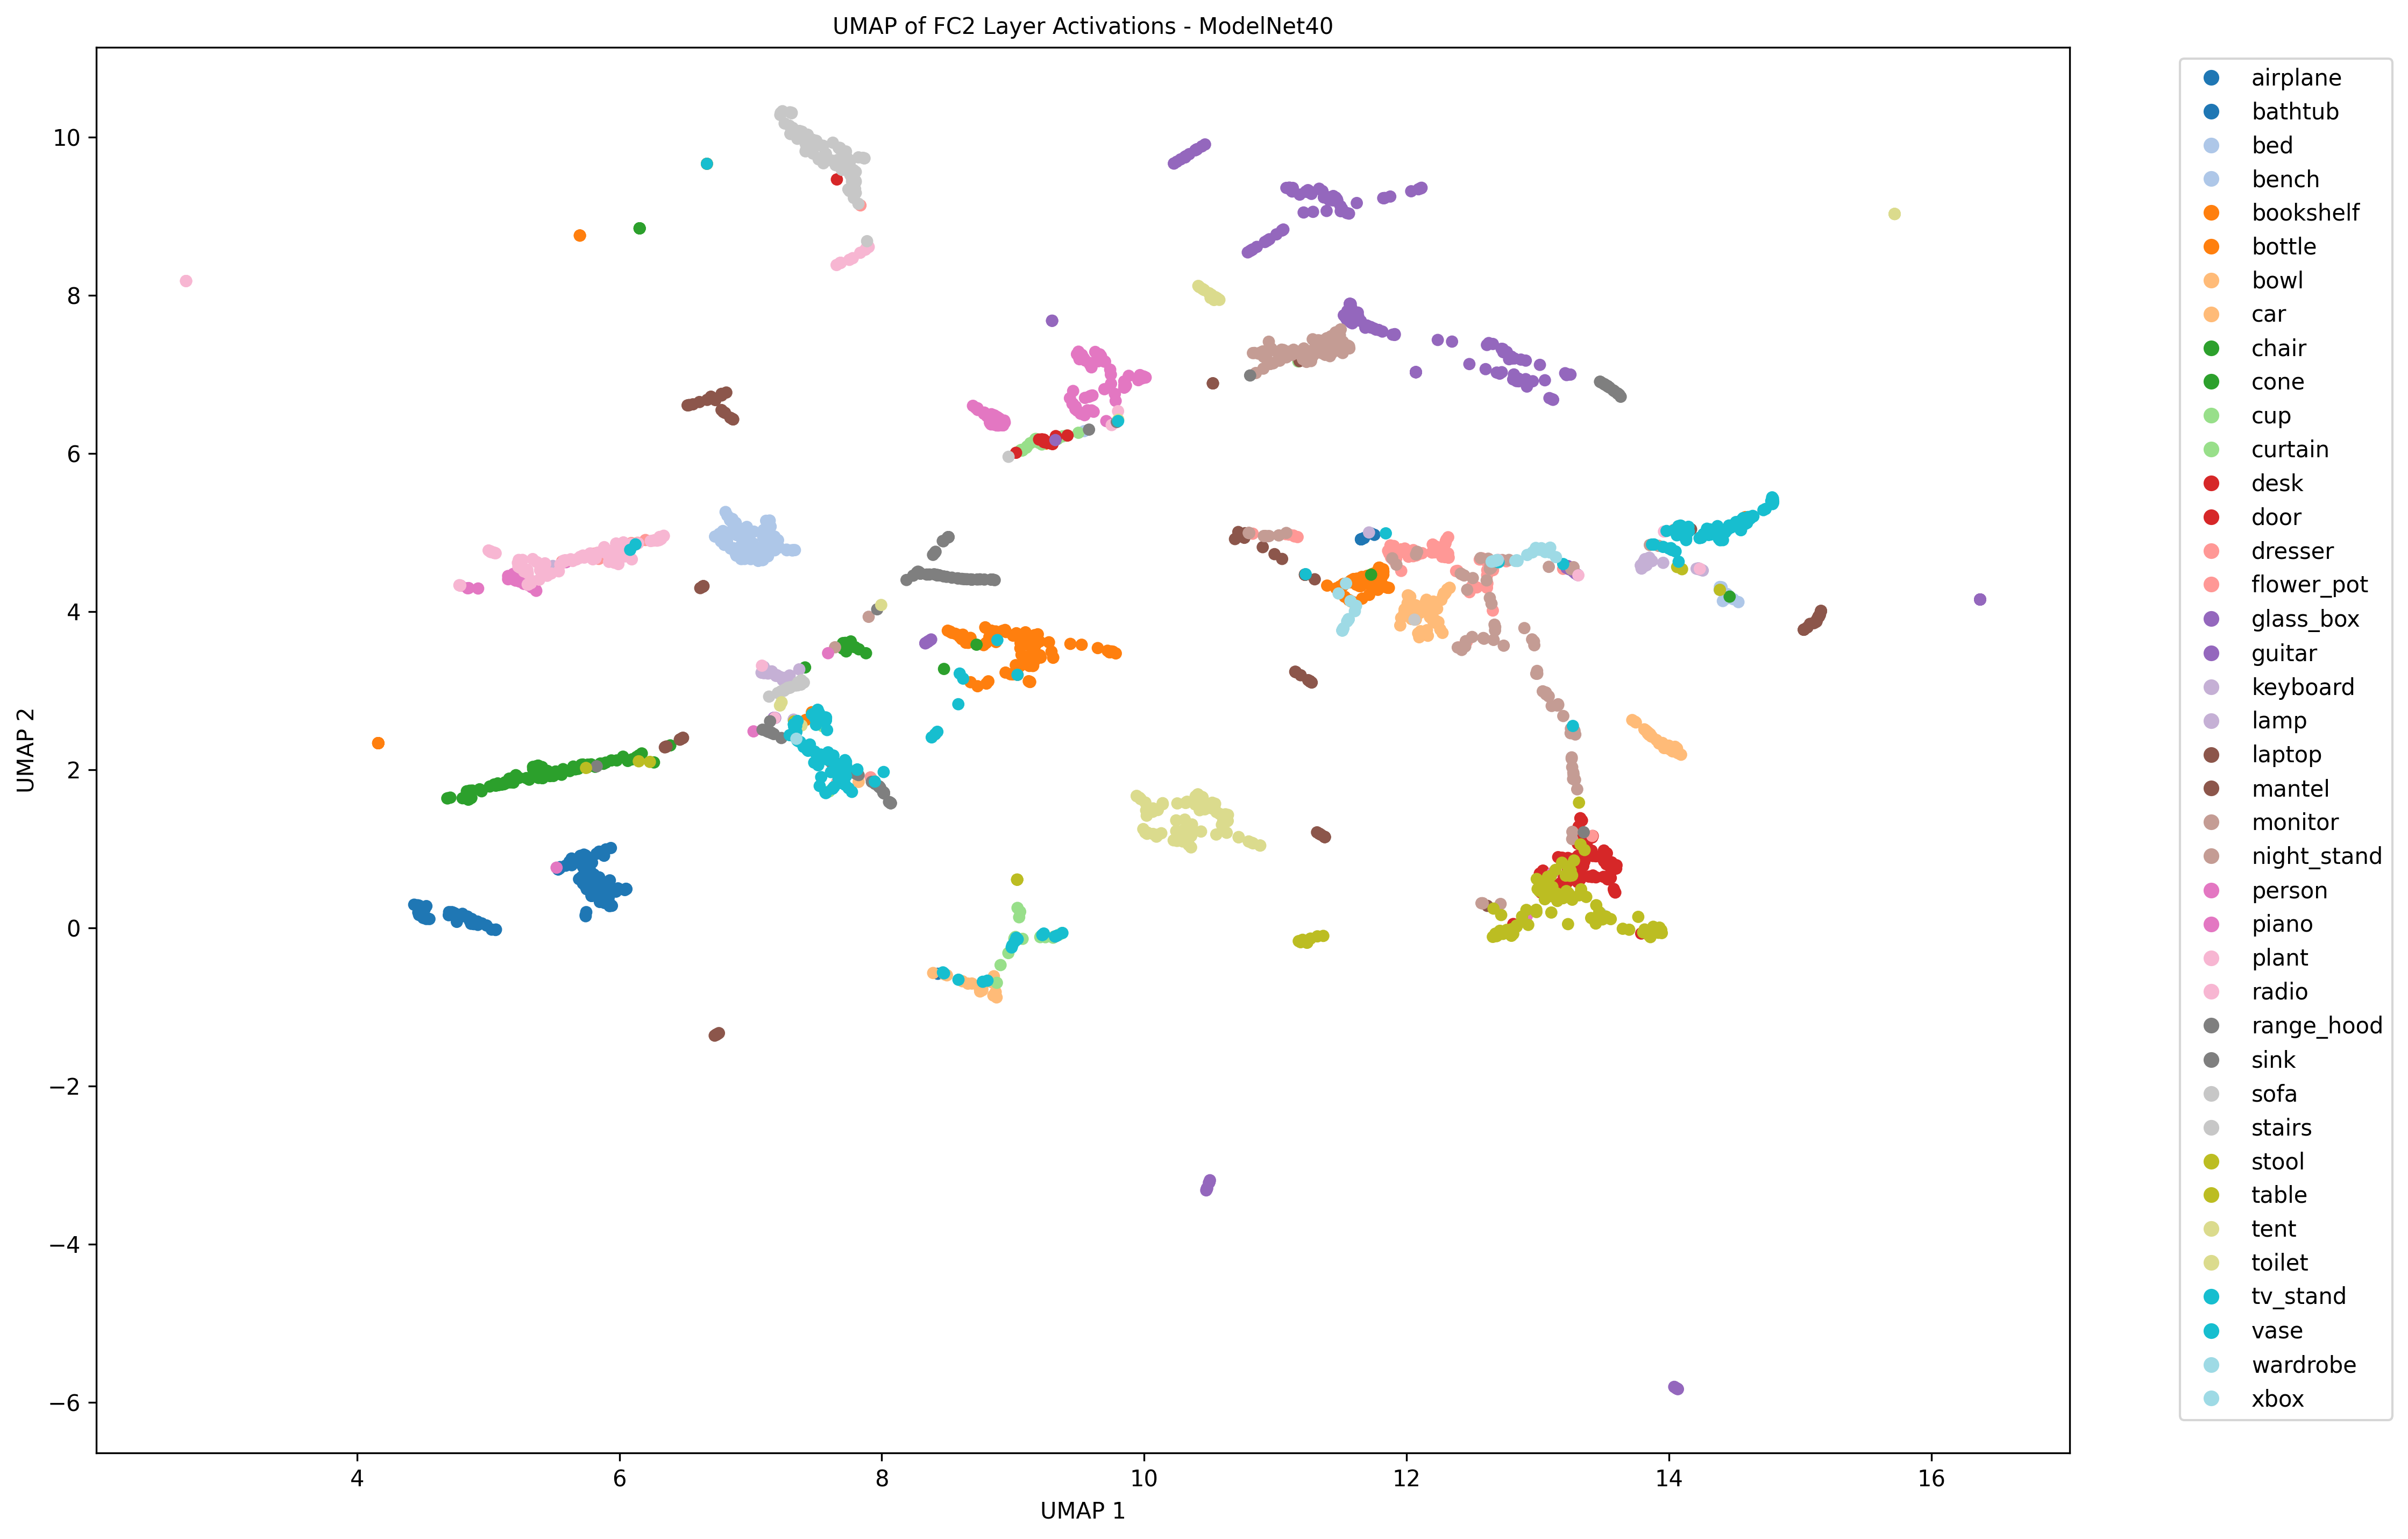 UMAP of FC2 Layer Activations - ModelNet40
10
8
6
4
2
0
−2
−4
−6
UMAP 2
4
6
8
10
12
14
16
UMAP 1
airplane
bathtub
bed
bench
bookshelf
bottle
bowl
car
chair
cone
cup
curtain
desk
door
dresser
flower_pot
glass_box
guitar
keyboard
lamp
laptop
mantel
monitor
night_stand
person
piano
plant
radio
range_hood
sink
sofa
stairs
stool
table
tent
toilet
tv_stand
vase
wardrobe
xbox